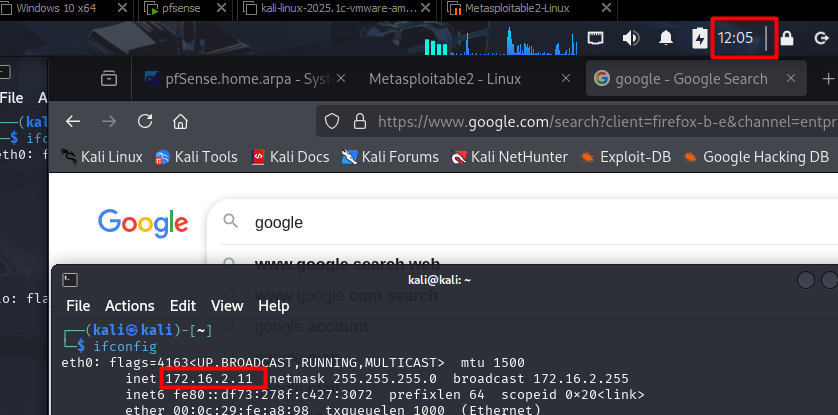 Windows 10 x64
pfsense
kali-linux-2025.1c-vmware-am...
Metasploitable2-Linux
12:05
File
pfSense.home.arpa - Syst
Metasploitable2 - Linux
google - Google Search
https://www.google.com/search?client=firefox-b-e&channel=entpr
Kali Linux
Kali Tools
Kali Docs
Kali Forums
Kali NetHunter
Exploit-DB
Google Hacking DB
Google
google
www.google search web
www google com search
google account
kali@kali: ~
File Actions Edit View Help
┌──(kali㉿kali)-[~]
└─$ ifconfig
eth0: flags=4163<UP,BROADCAST,RUNNING,MULTICAST>  mtu 1500
inet 172.16.2.11 netmask 255.255.255.0 broadcast 172.16.2.255
inet6 fe80::df73:278f:c427:3072 prefixlen 64 scopeid 0×20<link>
ether 00:0c:29:fe:a8:98 txqueuelen 1000 (Ethernet)